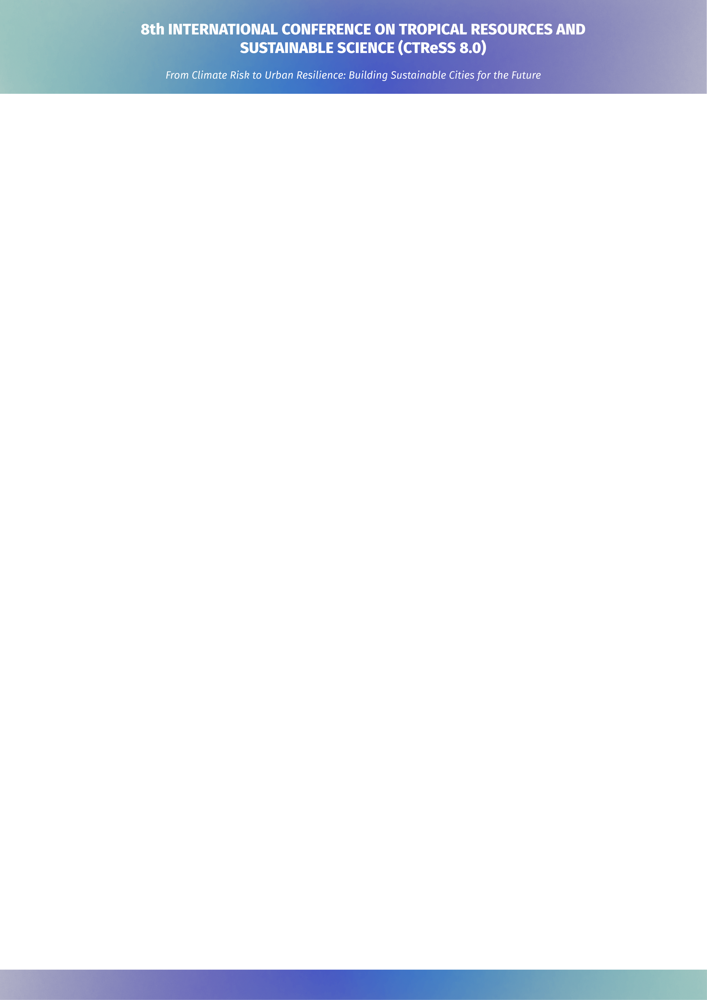 8th INTERNATIONAL CONFERENCE ON TROPICAL RESOURCES AND
SUSTAINABLE SCIENCE (CTReSS 8.0)
From Climate Risk to Urban Resilience: Building Sustainable Cities for the Future